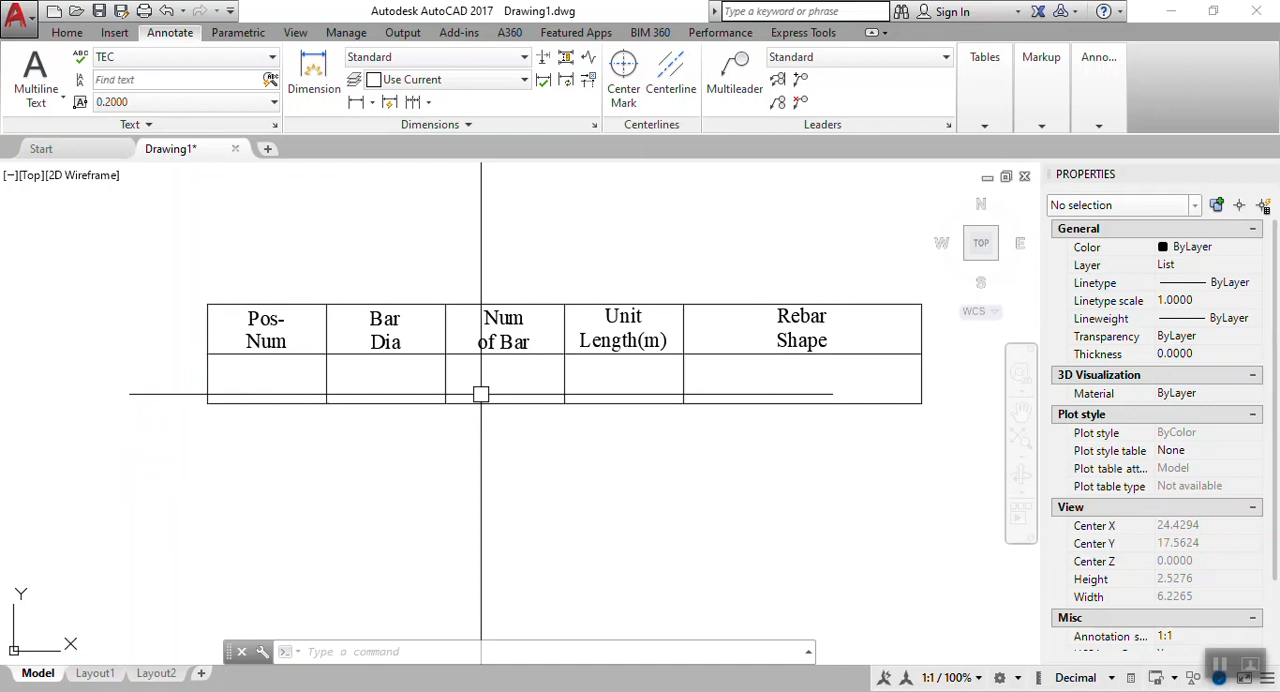 Autodesk AutoCAD 2017 Drawing1.dwg
Type a keyword or phrase
Sign In
Home Insert Annotate Parametric View Manage Output Add-ins A360 Featured Apps BIM 360 Performance Express Tools
A
Multiline
Text
ABC
TEC
Find text
0.2000
Text
Dimension
Standard
Use Current
Dimensions
Center
Mark
Centerline
Centerlines
Multileader
Standard
Leaders
Tables
Markup
Anno...
Start
Drawing1*
[−][Top][2D Wireframe]
N
W
TOP
E
S
WCS
Pos-
Num
Bar
Dia
Num
of Bar
Unit
Length(m)
Rebar
Shape
Y
X
Type a command
Model Layout1 Layout2
1:1 / 100%
Decimal
PROPERTIES
No selection
General
Color ByLayer
Layer List
Linetype ByLayer
Linetype scale 1.0000
Lineweight ByLayer
Transparency ByLayer
Thickness 0.0000
3D Visualization
Material ByLayer
Plot style
Plot style ByColor
Plot style table None
Plot table att... Model
Plot table type Not available
View
Center X 24.4294
Center Y 17.5624
Center Z 0.0000
Height 2.5276
Width 6.2265
Misc
Annotation s... 1:1